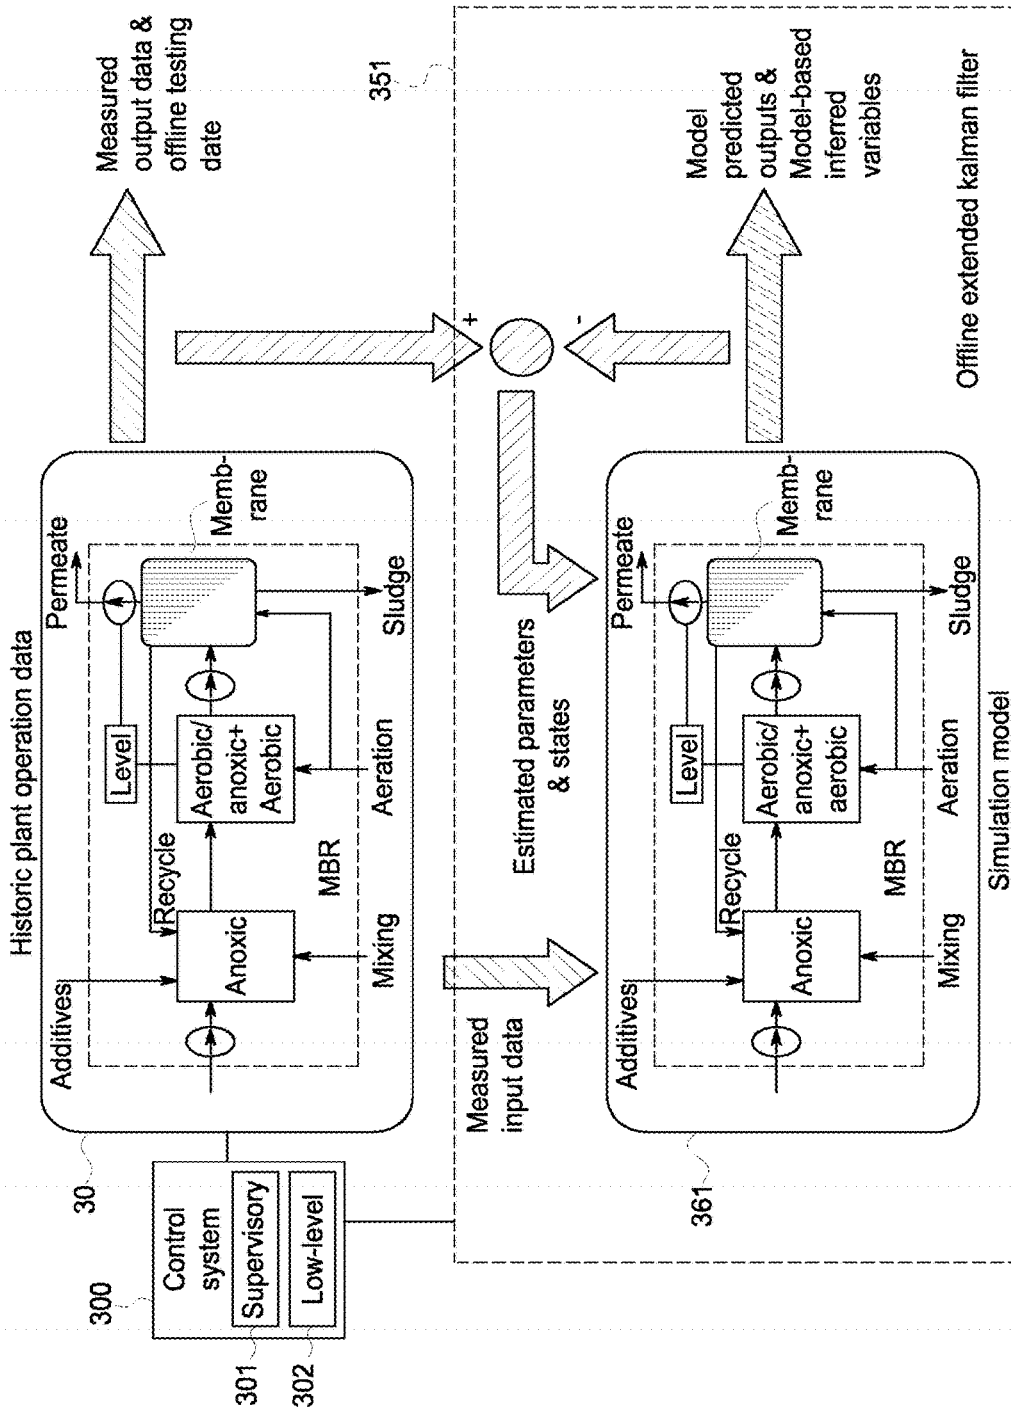 Historic plant operation data
30
300
Control
system
Supervisory
Low-level
301
302
Additives
Anoxic
Mixing
Recycle
MBR
Level
Aerobic/
anoxic+
Aerobic
Aeration
Permeate
Memb-
rane
Sludge
Measured
output data &
offline testing
date
351
Measured
input data
Estimated parameters
& states
+
-
361
Additives
Anoxic
Mixing
Recycle
MBR
Level
Aerobic/
anoxic+
aerobic
Aeration
Permeate
Memb-
rane
Sludge
Simulation model
Model
predicted
outputs &
Model-based
inferred
variables
Offline extended kalman filter